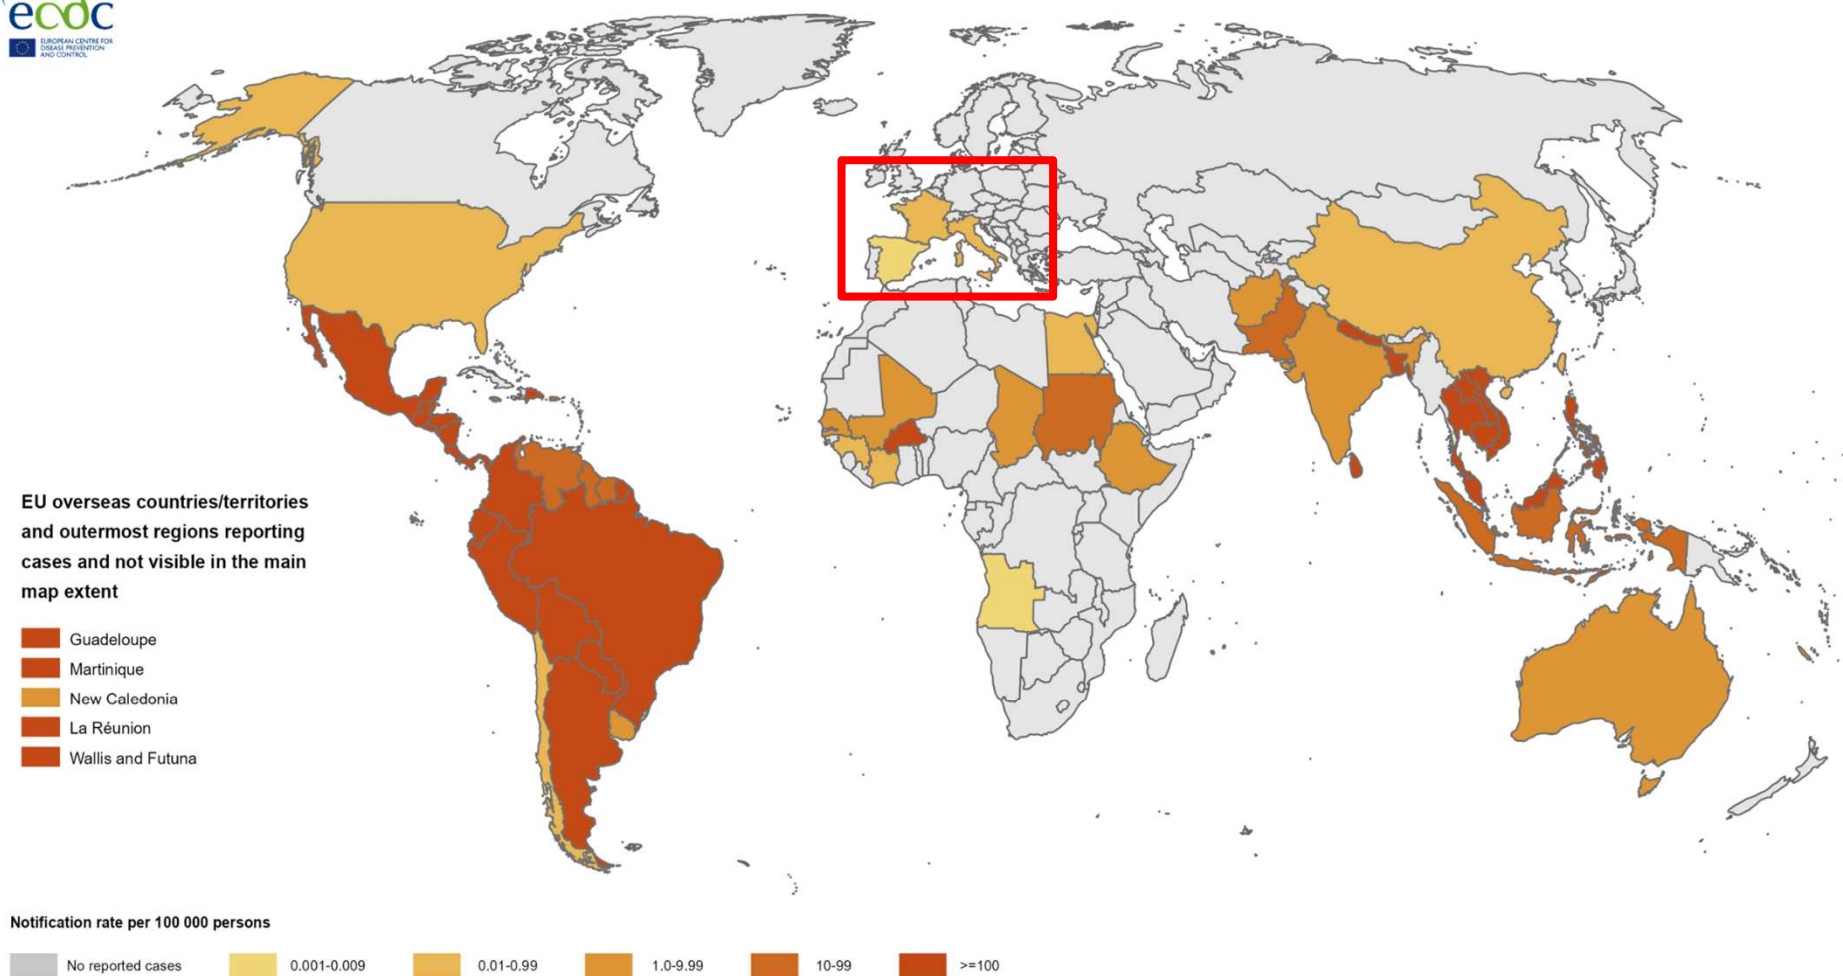 ecdc
EUROPEAN CENTRE FOR
DISEASE PREVENTION
AND CONTROL
EU overseas countries/territories
and outermost regions reporting
cases and not visible in the main
map extent
Guadeloupe
Martinique
New Caledonia
La Réunion
Wallis and Futuna
Notification rate per 100 000 persons
No reported cases 0.001-0.009 0.01-0.99 1.0-9.99 10-99 >=100